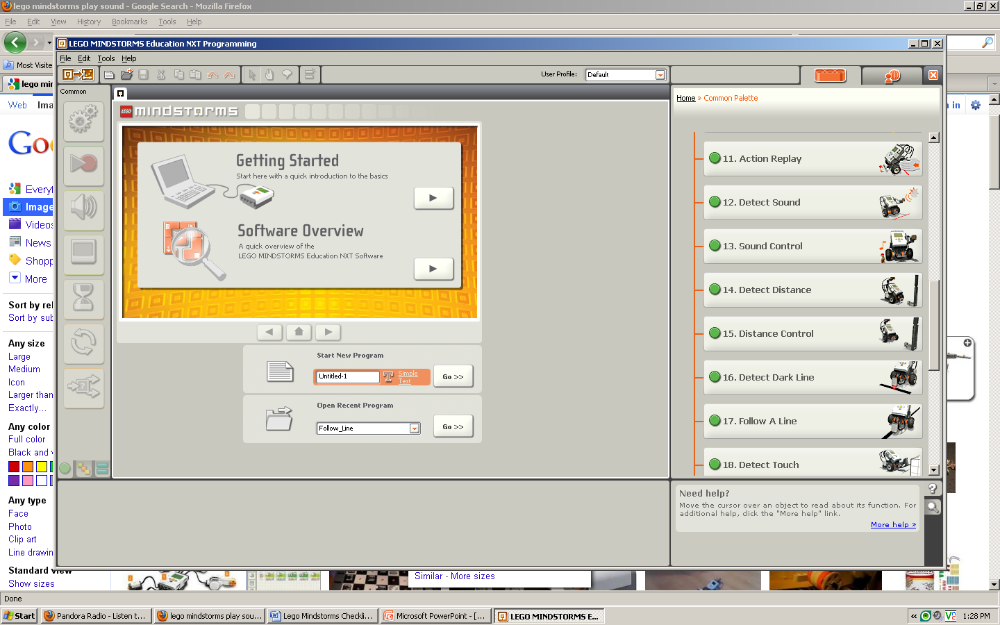 lego mindstorms play sound - Google Search - Mozilla Firefox
File Edit View History Bookmarks Tools Help
Most Visite
lego min
Web Ima
in
Goo
Everyt
Image
Videos
News
Shopp
More
Sort by rel
Sort by sub
Any size
Large
Medium
Icon
Larger than
Exactly...
Any color
Full color
Black and v
Any type
Face
Photo
Clip art
Line drawin
Standard view
Show sizes
LEGO MINDSTORMS Education NXT Programming
File Edit Tools Help
User Profile: Default
Common
LEGO mindstorms
Getting Started
Start here with a quick introduction to the basics
Software Overview
A quick overview of the
LEGO MINDSTORMS Education NXT Software
Start New Program
Untitled-1
T Simple
Text
Go >>
Open Recent Program
Follow_Line
Go >>
Home » Common Palette
11. Action Replay
12. Detect Sound
13. Sound Control
14. Detect Distance
15. Distance Control
16. Detect Dark Line
17. Follow A Line
18. Detect Touch
Need help?
Move the cursor over an object to read about its function. For
additional help, click the "More help" link.
More help »
?
Similar - More sizes
Done
Start
Pandora Radio - Listen t...
lego mindstorms play sou...
Lego Mindstorms Checkli...
Microsoft PowerPoint - [...
LEGO MINDSTORMS E...
« 1:28 PM